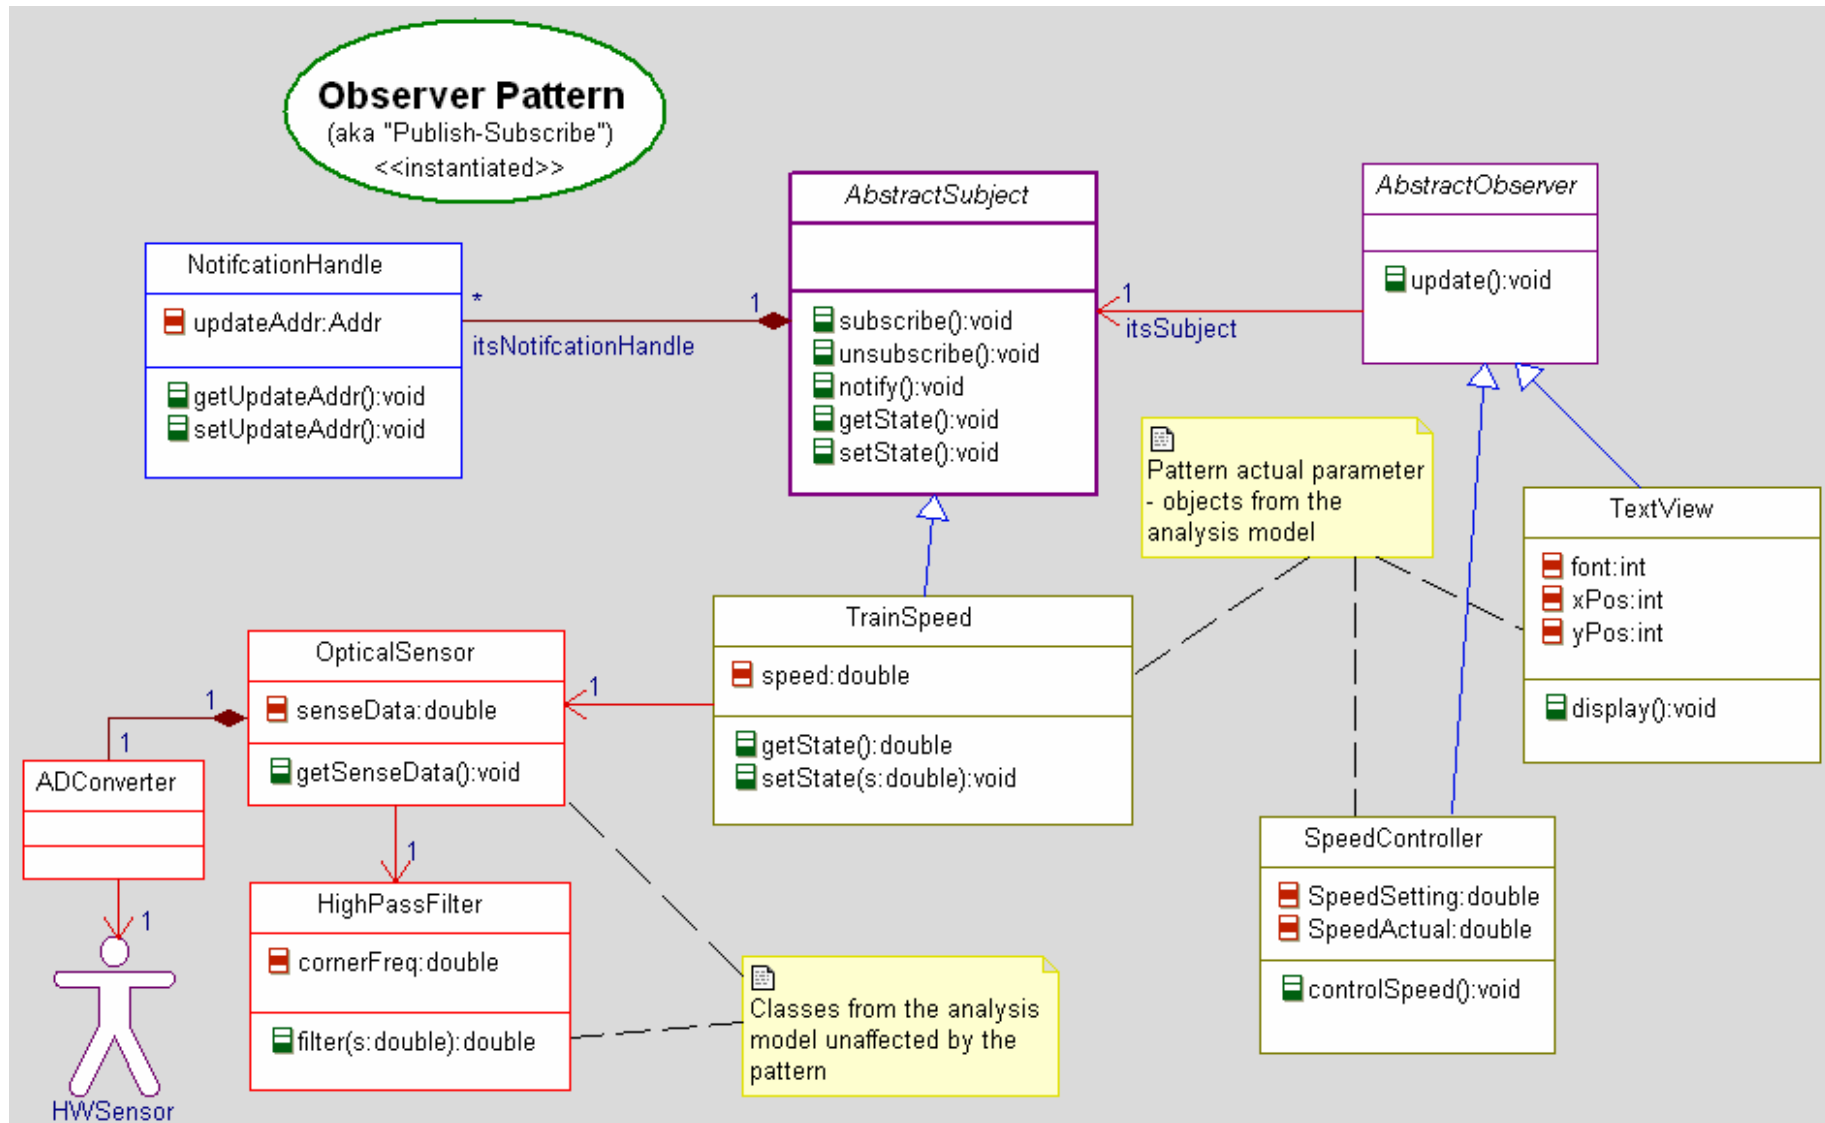 Observer Pattern
(aka "Publish-Subscribe")
<<instantiated>>
AbstractSubject
subscribe():void
unsubscribe():void
notify():void
getState():void
setState():void
AbstractObserver
update():void
NotifcationHandle
updateAddr:Addr
getUpdateAddr():void
setUpdateAddr():void
*
itsNotifcationHandle
1
1
itsSubject
Pattern actual parameter
- objects from the
analysis model
TextView
font:int
xPos:int
yPos:int
display():void
TrainSpeed
speed:double
getState():double
setState(s:double):void
1
OpticalSensor
senseData:double
getSenseData():void
1
1
ADConverter
1
HWSensor
1
HighPassFilter
cornerFreq:double
filter(s:double):double
Classes from the analysis
model unaffected by the
pattern
SpeedController
SpeedSetting:double
SpeedActual:double
controlSpeed():void